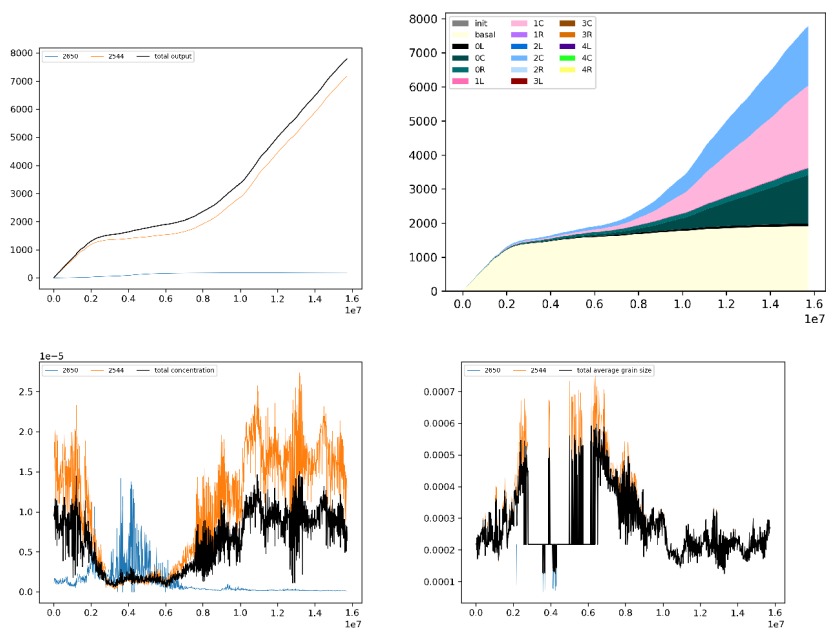 2650 2544 total output
8000
7000
6000
5000
4000
3000
2000
1000
0
0.0 0.2 0.4 0.6 0.8 1.0 1.2 1.4 1.6
1e7
init 1C 3C
basal 1R 3R
0L 2L 4L
0C 2C 4C
0R 2R 4R
1L 3L
8000
7000
6000
5000
4000
3000
2000
1000
0
0.0 0.2 0.4 0.6 0.8 1.0 1.2 1.4 1.6
1e7
1e−5
2650 2544 total concentration
2.5
2.0
1.5
1.0
0.5
0.0
0.0 0.2 0.4 0.6 0.8 1.0 1.2 1.4 1.6
1e7
2650 2544 total average grain size
0.0007
0.0006
0.0005
0.0004
0.0003
0.0002
0.0001
0.0 0.2 0.4 0.6 0.8 1.0 1.2 1.4 1.6
1e7